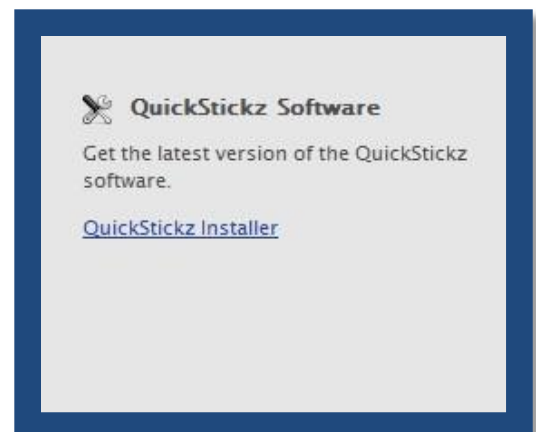 QuickStickz Software
Get the latest version of the QuickStickz
software.
QuickStickz Installer